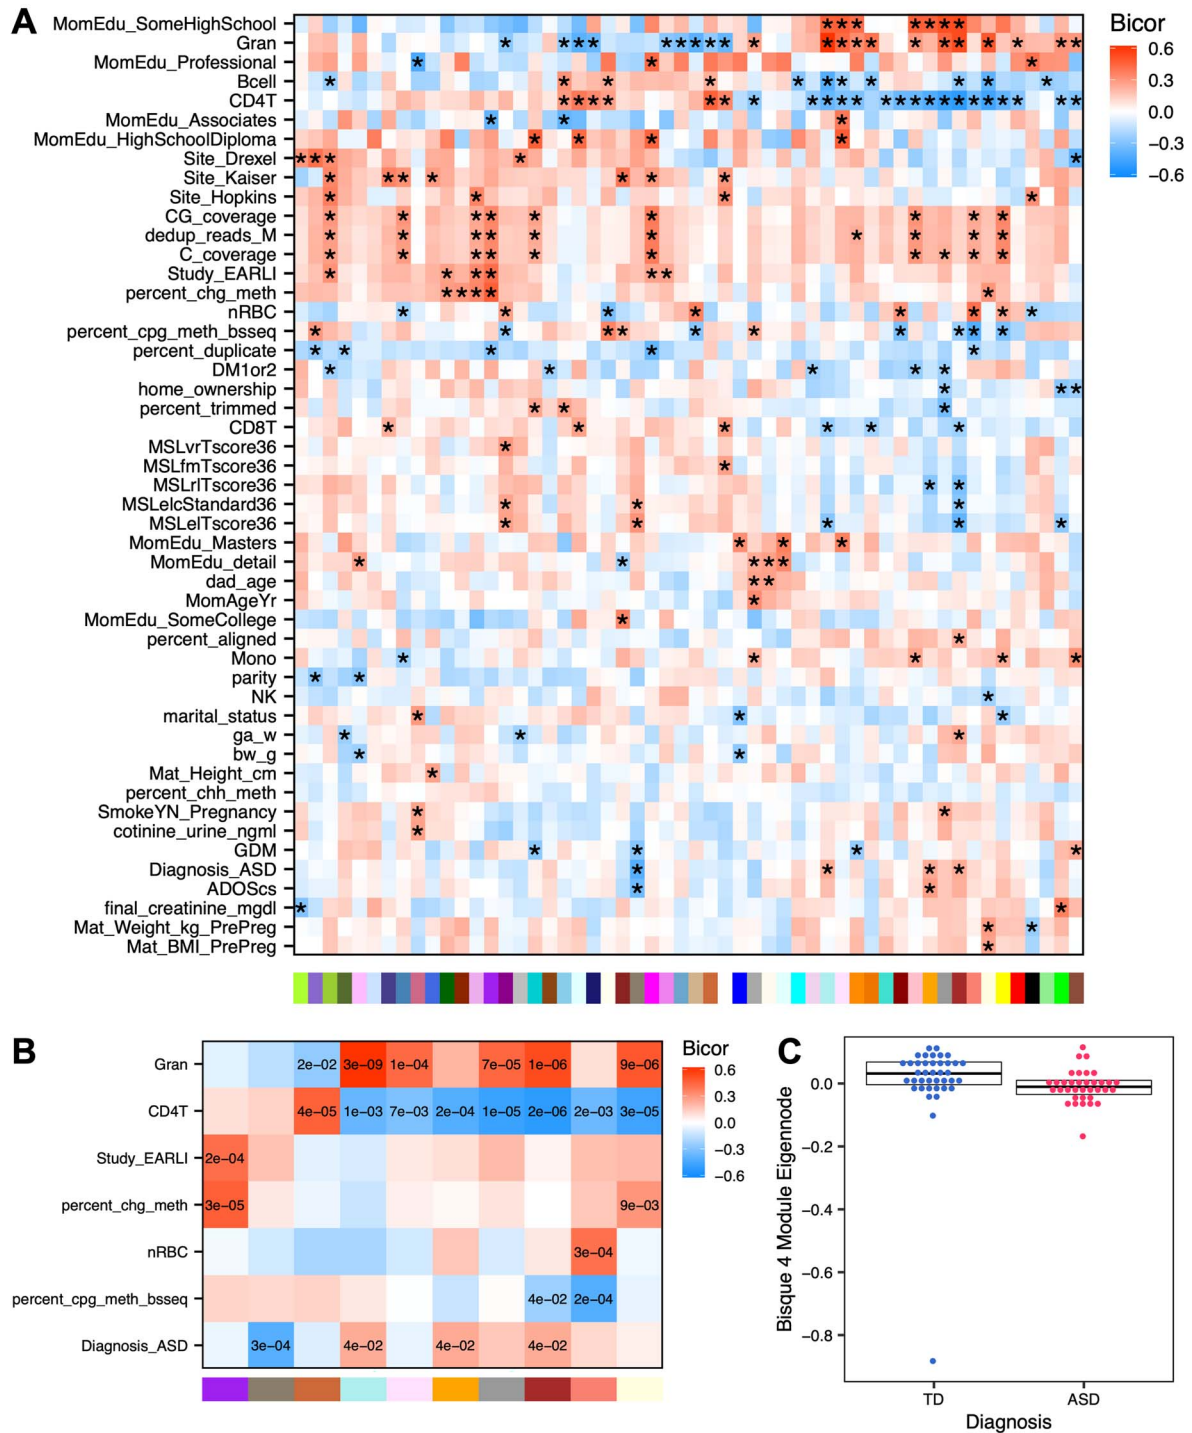 A
MomEdu_SomeHighSchool
Gran
MomEdu_Professional
Bcell
CD4T
MomEdu_Associates
MomEdu_HighSchoolDiploma
Site_Drexel
Site_Kaiser
Site_Hopkins
CG_coverage
dedup_reads_M
C_coverage
Study_EARLI
percent_chg_meth
nRBC
percent_cpg_meth_bsseq
percent_duplicate
DM1or2
home_ownership
percent_trimmed
CD8T
MSLvrTscore36
MSLfmTscore36
MSLrlTscore36
MSLelcStandard36
MSLelTscore36
MomEdu_Masters
MomEdu_detail
dad_age
MomAgeYr
MomEdu_SomeCollege
percent_aligned
Mono
parity
NK
marital_status
ga_w
bw_g
Mat_Height_cm
percent_chh_meth
SmokeYN_Pregnancy
cotinine_urine_ngml
GDM
Diagnosis_ASD
ADOScs
final_creatinine_mgdl
Mat_Weight_kg_PrePreg
Mat_BMI_PrePreg
Bicor
0.6
0.3
0.0
−0.3
−0.6
B
Gran 2e−02 3e−09 1e−04 7e−05 1e−06 9e−06
CD4T 4e−05 1e−03 7e−03 2e−04 1e−05 2e−06 2e−03 3e−05
Study_EARLI 2e−04
percent_chg_meth 3e−05 9e−03
nRBC 3e−04
percent_cpg_meth_bsseq 4e−02 2e−04
Diagnosis_ASD 3e−04 4e−02 4e−02 4e−02
Bicor
0.6
0.3
0.0
−0.3
−0.6
C
Bisque 4 Module Eigennode
0.0
−0.2
−0.4
−0.6
−0.8
TD ASD
Diagnosis